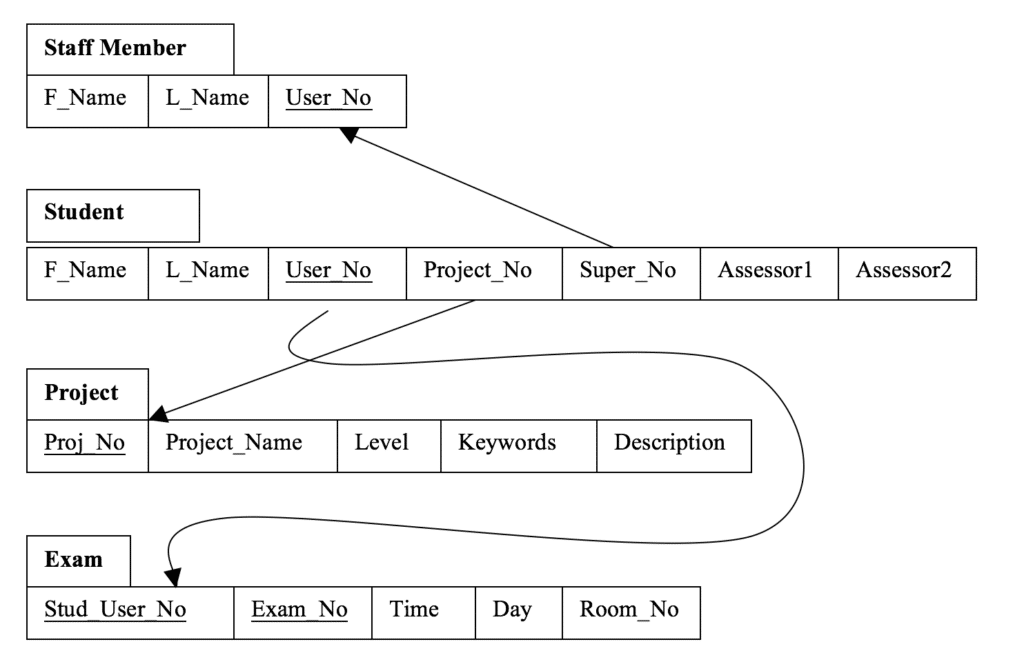 Staff Member
F_Name L_Name User_No
Student
F_Name L_Name User_No Project_No Super_No Assessor1 Assessor2
Project
Proj_No Project_Name Level Keywords Description
Exam
Stud_User_No Exam_No Time Day Room_No